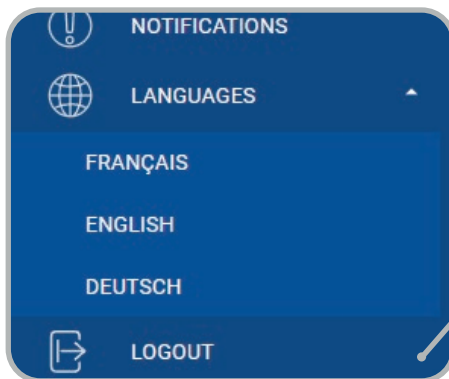 NOTIFICATIONS
LANGUAGES
FRANÇAIS
ENGLISH
DEUTSCH
LOGOUT